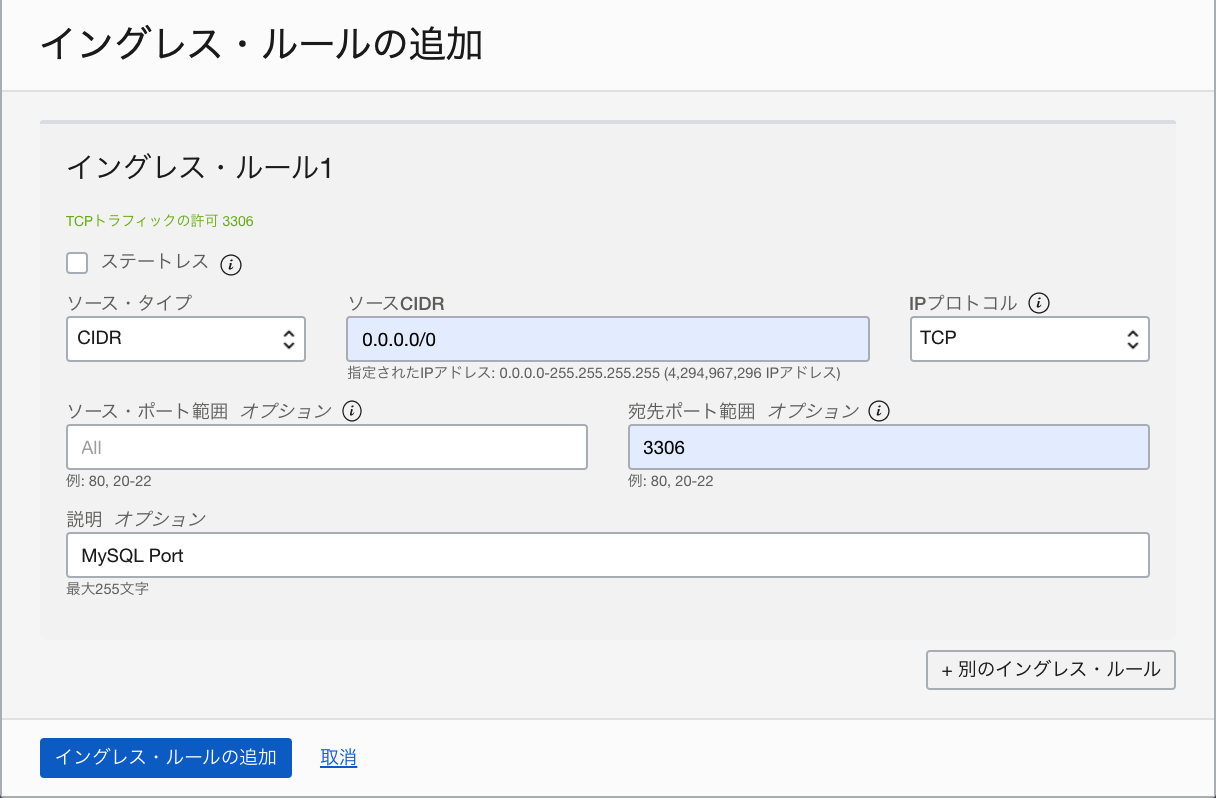 イングレス・ルールの追加
イングレス・ルール1
TCPトラフィックの許可 3306
ステートレス
ソース・タイプ ソースCIDR IPプロトコル
CIDR 0.0.0.0/0 TCP
指定されたIPアドレス: 0.0.0.0-255.255.255.255 (4,294,967,296 IPアドレス)
ソース・ポート範囲 オプション 宛先ポート範囲 オプション
All 3306
例: 80, 20-22 例: 80, 20-22
説明 オプション
MySQL Port
最大255文字
+ 別のイングレス・ルール
イングレス・ルールの追加 取消